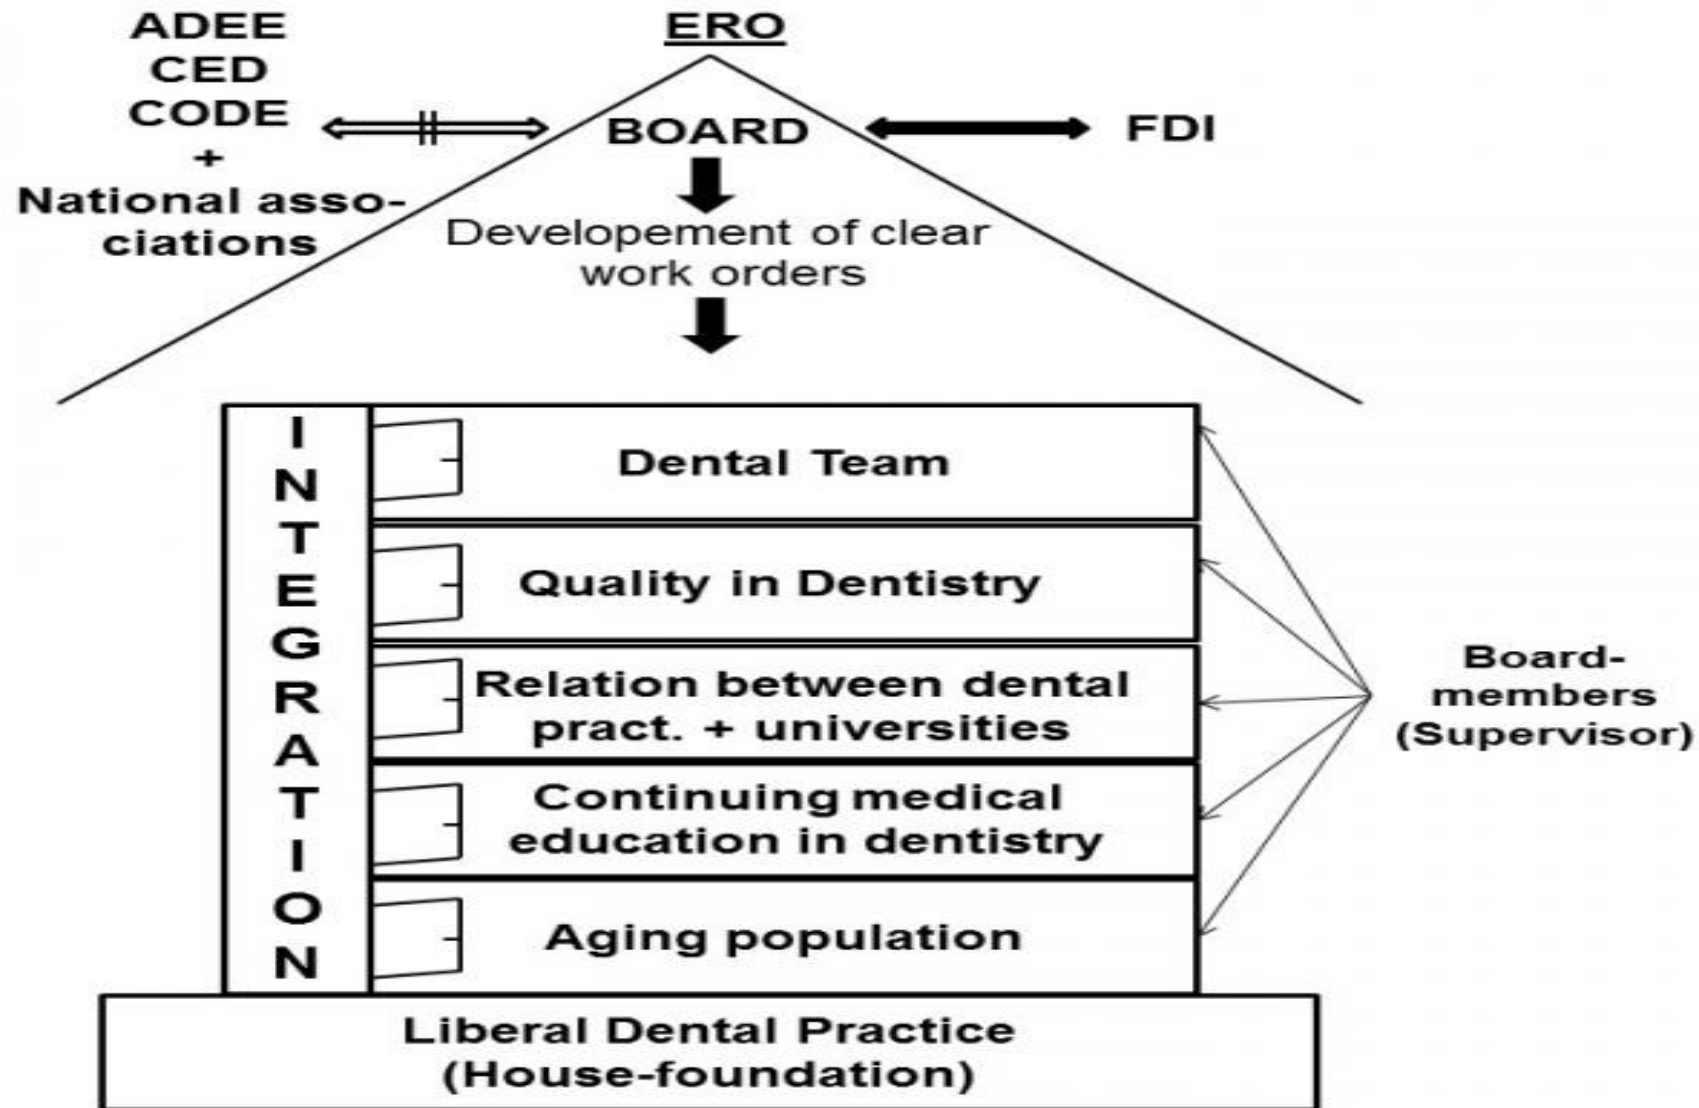 ADEE
CED
CODE
+
National asso-
ciations
ERO
BOARD
FDI
Developement of clear
work orders
INTEGRATION
Dental Team
Quality in Dentistry
Relation between dental
pract. + universities
Continuing medical
education in dentistry
Aging population
Board-
members
(Supervisor)
Liberal Dental Practice
(House-foundation)